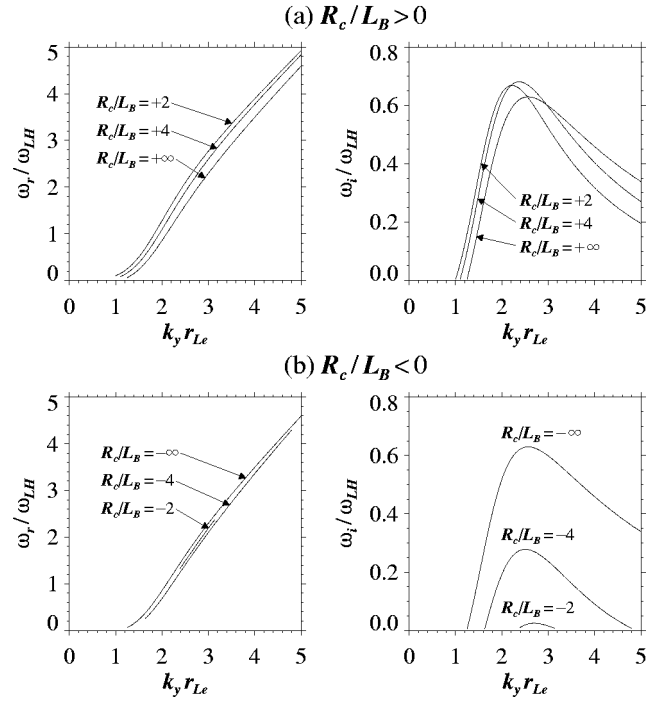 (a) R_c/L_B>0
5
4
3
2
1
0
ω_r/ω_LH
R_c/L_B=+2
R_c/L_B=+4
R_c/L_B=+∞
0 1 2 3 4 5
k_y r_Le
0.8
0.6
0.4
0.2
0.0
ω_i/ω_LH
R_c/L_B=+2
R_c/L_B=+4
R_c/L_B=+∞
0 1 2 3 4 5
k_y r_Le
(b) R_c/L_B<0
5
4
3
2
1
0
ω_r/ω_LH
R_c/L_B=−∞
R_c/L_B=−4
R_c/L_B=−2
0 1 2 3 4 5
k_y r_Le
0.8
0.6
0.4
0.2
0.0
ω_i/ω_LH
R_c/L_B=−∞
R_c/L_B=−4
R_c/L_B=−2
0 1 2 3 4 5
k_y r_Le